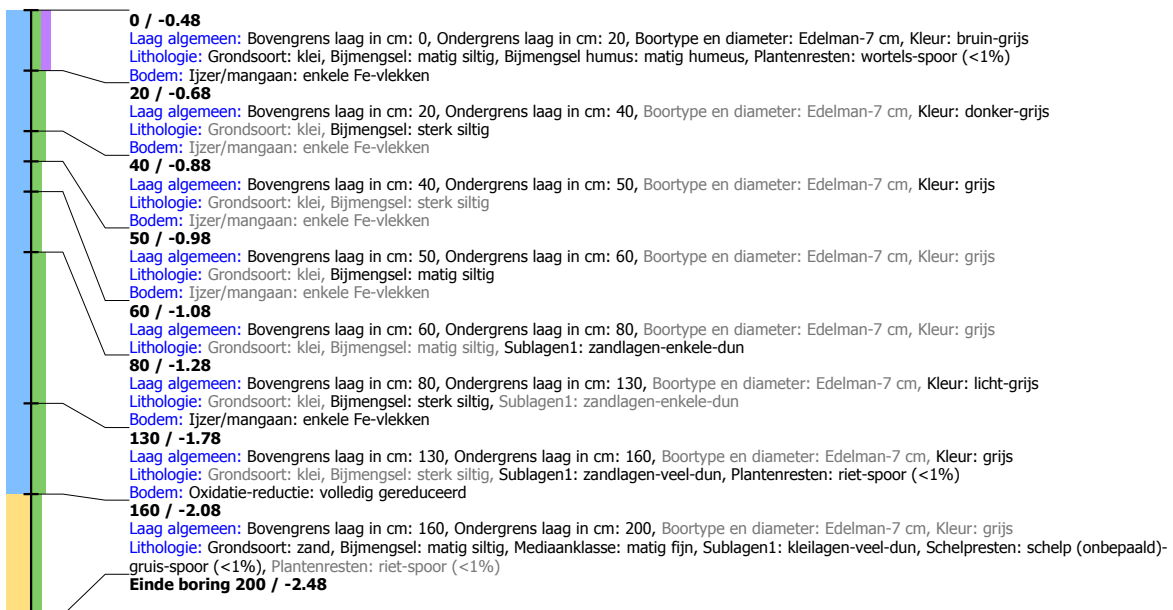 0 / -0.48
Laag algemeen: Bovengrens laag in cm: 0, Ondergrens laag in cm: 20, Boortype en diameter: Edelman-7 cm, Kleur: bruin-grijs
Lithologie: Grondsoort: klei, Bijmengsel: matig siltig, Bijmengsel humus: matig humeus, Plantenresten: wortels-spoor (<1%)
Bodem: Ijzer/mangaan: enkele Fe-vlekken
20 / -0.68
Laag algemeen: Bovengrens laag in cm: 20, Ondergrens laag in cm: 40, Boortype en diameter: Edelman-7 cm, Kleur: donker-grijs
Lithologie: Grondsoort: klei, Bijmengsel: sterk siltig
Bodem: Ijzer/mangaan: enkele Fe-vlekken
40 / -0.88
Laag algemeen: Bovengrens laag in cm: 40, Ondergrens laag in cm: 50, Boortype en diameter: Edelman-7 cm, Kleur: grijs
Lithologie: Grondsoort: klei, Bijmengsel: sterk siltig
Bodem: Ijzer/mangaan: enkele Fe-vlekken
50 / -0.98
Laag algemeen: Bovengrens laag in cm: 50, Ondergrens laag in cm: 60, Boortype en diameter: Edelman-7 cm, Kleur: grijs
Lithologie: Grondsoort: klei, Bijmengsel: matig siltig
Bodem: Ijzer/mangaan: enkele Fe-vlekken
60 / -1.08
Laag algemeen: Bovengrens laag in cm: 60, Ondergrens laag in cm: 80, Boortype en diameter: Edelman-7 cm, Kleur: grijs
Lithologie: Grondsoort: klei, Bijmengsel: matig siltig, Sublagen1: zandlagen-enkele-dun
80 / -1.28
Laag algemeen: Bovengrens laag in cm: 80, Ondergrens laag in cm: 130, Boortype en diameter: Edelman-7 cm, Kleur: licht-grijs
Lithologie: Grondsoort: klei, Bijmengsel: sterk siltig, Sublagen1: zandlagen-enkele-dun
Bodem: Ijzer/mangaan: enkele Fe-vlekken
130 / -1.78
Laag algemeen: Bovengrens laag in cm: 130, Ondergrens laag in cm: 160, Boortype en diameter: Edelman-7 cm, Kleur: grijs
Lithologie: Grondsoort: klei, Bijmengsel: sterk siltig, Sublagen1: zandlagen-veel-dun, Plantenresten: riet-spoor (<1%)
Bodem: Oxidatie-reductie: volledig gereduceerd
160 / -2.08
Laag algemeen: Bovengrens laag in cm: 160, Ondergrens laag in cm: 200, Boortype en diameter: Edelman-7 cm, Kleur: grijs
Lithologie: Grondsoort: zand, Bijmengsel: matig siltig, Mediaanklasse: matig fijn, Sublagen1: kleilagen-veel-dun, Schelpresten: schelp (onbepaald)-
gruis-spoor (<1%), Plantenresten: riet-spoor (<1%)
Einde boring 200 / -2.48